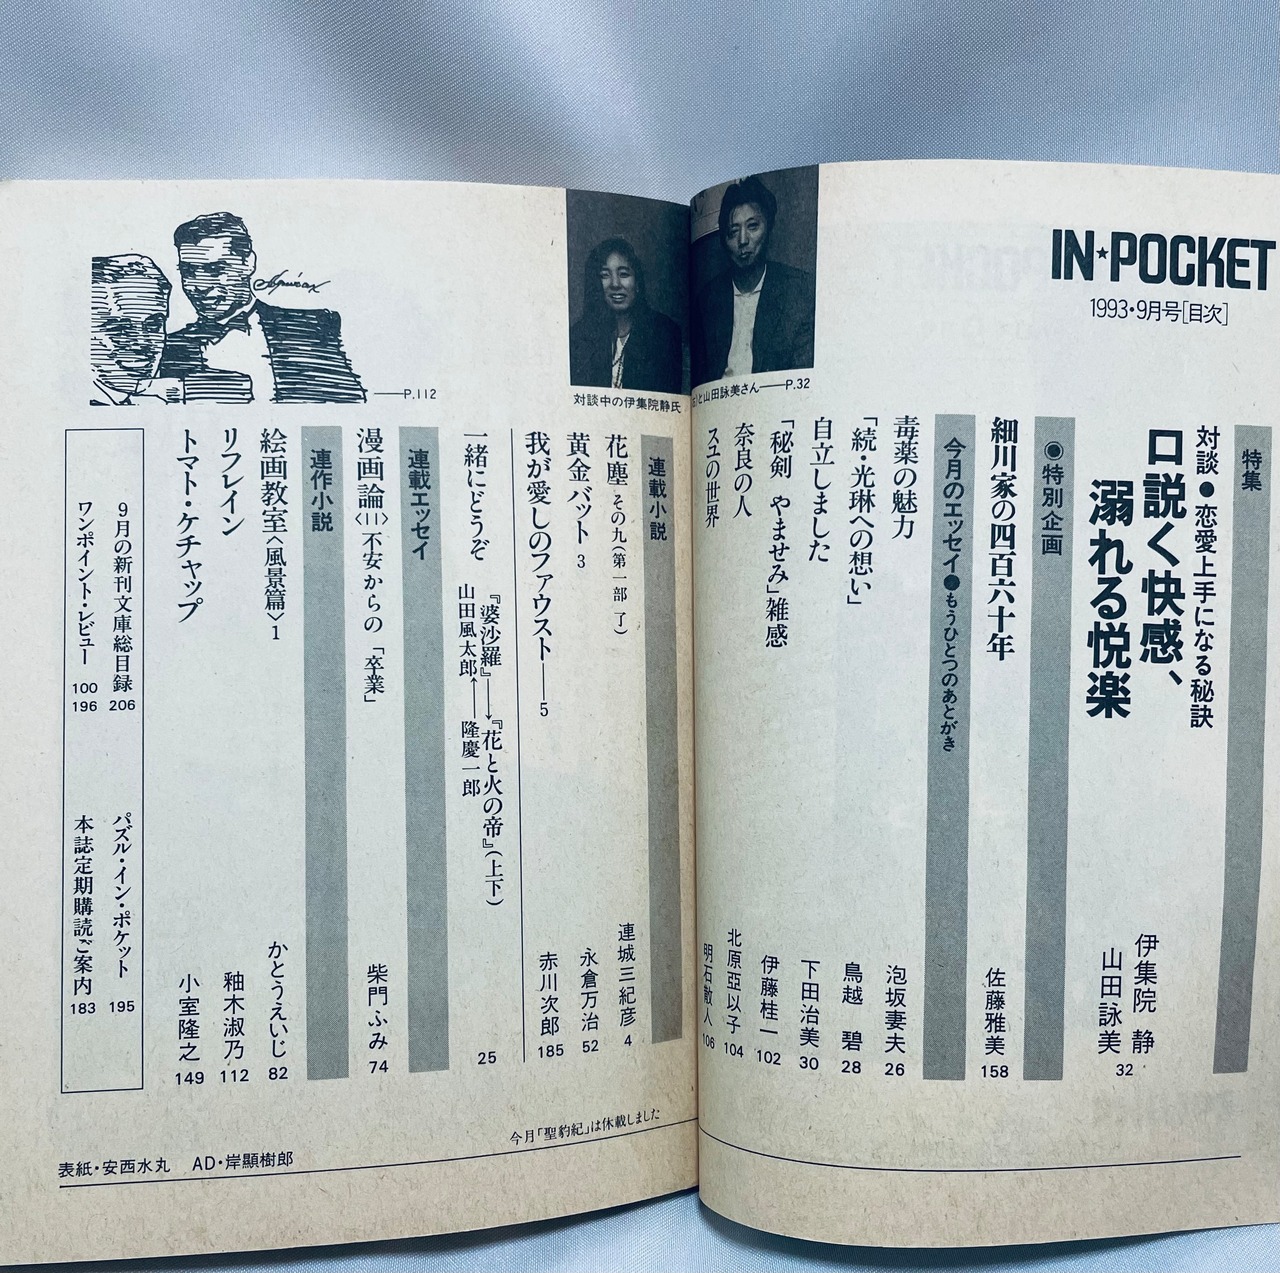 IN★POCKET
1993・9月号[目次]
特集
対談●恋愛上手になる秘訣
口説く快感、
溺れる悦楽
伊集院 静
山田詠美
32
●特別企画
細川家の四百六十年
佐藤雅美
158
今月のエッセイ●もうひとつのあとがき
毒薬の魅力
泡坂妻夫
26
「続・光琳への想い」
鳥越 碧
28
自立しました
下田治美
30
「秘剣 やませみ」雑感
伊藤桂一
102
奈良の人
北原亞以子
104
スユの世界
明石散人
106
と山田詠美さん――P.32
対談中の伊集院静氏
連載小説
花塵 その九(第一部 了)
連城三紀彦
4
黄金バット 3
永倉万治
52
我が愛しのファウスト――5
赤川次郎
185
一緒にどうぞ
『婆沙羅』⟷『花と火の帝』(上下)
山田風太郎⟷隆慶一郎
25
連載エッセイ
漫画論〈11〉不安からの「卒業」
柴門ふみ
74
連作小説
絵画教室〈風景篇〉1
かとうえいじ
82
リフレイン
釉木淑乃
112
トマト・ケチャップ
小室隆之
149
――P.112
9月の新刊文庫総目録 206
パズル・イン・ポケット 195
ワンポイント・レビュー 100 196
本誌定期購読ご案内 183
今月「聖豹紀」は休載しました
表紙・安西水丸 AD・岸顯樹郎